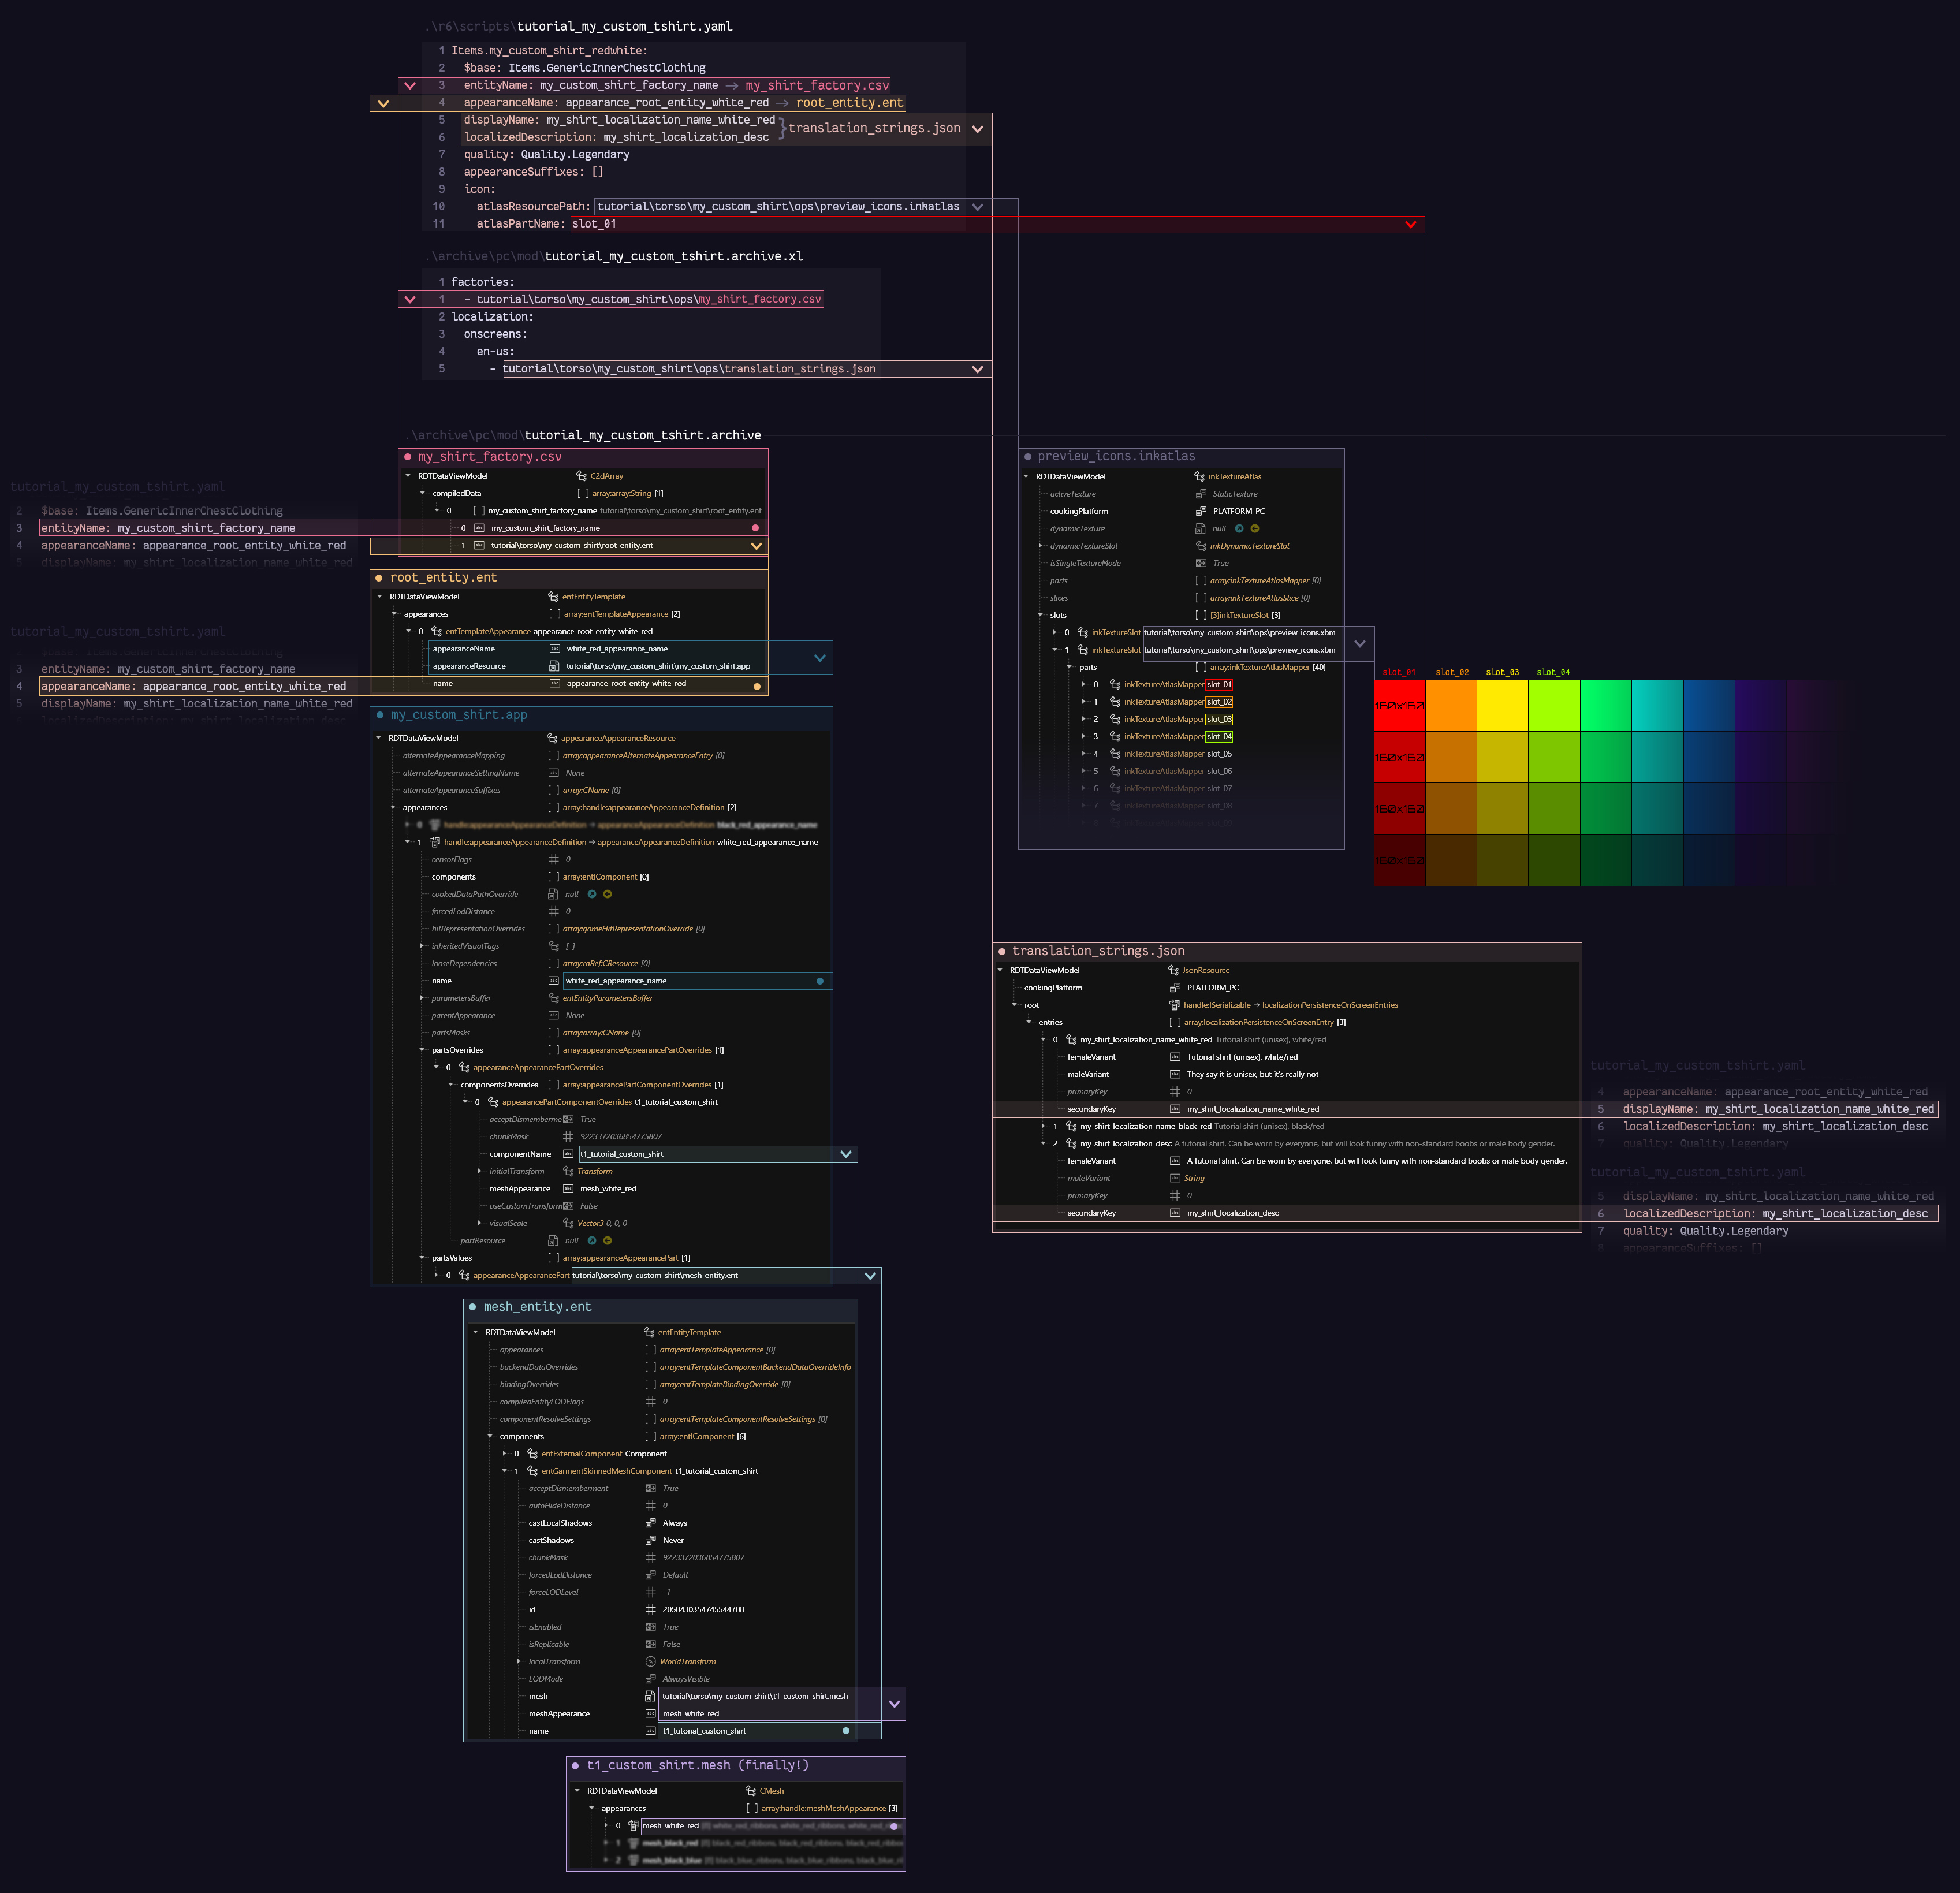 .\r6\scripts\tutorial_my_custom_tshirt.yaml
1 Items.my_custom_shirt_redwhite:
2 $base: Items.GenericInnerChestClothing
3 entityName: my_custom_shirt_factory_name → my_shirt_factory.csv
4 appearanceName: appearance_root_entity_white_red → root_entity.ent
5 displayName: my_shirt_localization_name_white_red
6 localizedDescription: my_shirt_localization_desc
}translation_strings.json
7 quality: Quality.Legendary
8 appearanceSuffixes: []
9 icon:
10 atlasResourcePath: tutorial\torso\my_custom_shirt\ops\preview_icons.inkatlas
11 atlasPartName: slot_01
.\archive\pc\mod\tutorial_my_custom_tshirt.archive.xl
1 factories:
1 - tutorial\torso\my_custom_shirt\ops\my_shirt_factory.csv
2 localization:
3 onscreens:
4 en-us:
5 - tutorial\torso\my_custom_shirt\ops\translation_strings.json
.\archive\pc\mod\tutorial_my_custom_tshirt.archive
my_shirt_factory.csv
RDTDataViewModel C2dArray
compiledData array:array:String [1]
0 my_custom_shirt_factory_name tutorial\torso\my_custom_shirt\root_entity.ent
0 my_custom_shirt_factory_name
1 tutorial\torso\my_custom_shirt\root_entity.ent
tutorial_my_custom_tshirt.yaml
2 $base: Items.GenericInnerChestClothing
3 entityName: my_custom_shirt_factory_name
4 appearanceName: appearance_root_entity_white_red
5 displayName: my_shirt_localization_name_white_red
root_entity.ent
RDTDataViewModel entEntityTemplate
appearances array:entTemplateAppearance [2]
0 entTemplateAppearance appearance_root_entity_white_red
appearanceName white_red_appearance_name
appearanceResource tutorial\torso\my_custom_shirt\my_custom_shirt.app
name appearance_root_entity_white_red
tutorial_my_custom_tshirt.yaml
3 entityName: my_custom_shirt_factory_name
4 appearanceName: appearance_root_entity_white_red
5 displayName: my_shirt_localization_name_white_red
my_custom_shirt.app
RDTDataViewModel appearanceAppearanceResource
alternateAppearanceMapping array:appearanceAlternateAppearanceEntry [0]
alternateAppearanceSettingName None
alternateAppearanceSuffixes array:CName [0]
appearances array:handle:appearanceAppearanceDefinition [2]
0 handle:appearanceAppearanceDefinition → appearanceAppearanceDefinition black_red_appearance_name
1 handle:appearanceAppearanceDefinition → appearanceAppearanceDefinition white_red_appearance_name
censorFlags 0
components array:entIComponent [0]
cookedDataPathOverride null
forcedLodDistance 0
hitRepresentationOverrides array:gameHitRepresentationOverride [0]
inheritedVisualTags [ ]
looseDependencies array:raRef:CResource [0]
name white_red_appearance_name
parametersBuffer entEntityParametersBuffer
parentAppearance None
partsMasks array:array:CName [0]
partsOverrides array:appearanceAppearancePartOverrides [1]
0 appearanceAppearancePartOverrides
componentsOverrides array:appearancePartComponentOverrides [1]
0 appearancePartComponentOverrides t1_tutorial_custom_shirt
acceptDismemberme True
chunkMask 9223372036854775807
componentName t1_tutorial_custom_shirt
initialTransform Transform
meshAppearance mesh_white_red
useCustomTransform False
visualScale Vector3 0, 0, 0
partResource null
partsValues array:appearanceAppearancePart [1]
0 appearanceAppearancePart tutorial\torso\my_custom_shirt\mesh_entity.ent
mesh_entity.ent
RDTDataViewModel entEntityTemplate
appearances array:entTemplateAppearance [0]
backendDataOverrides array:entTemplateComponentBackendDataOverrideInfo
bindingOverrides array:entTemplateBindingOverride [0]
compiledEntityLODFlags 0
componentResolveSettings array:entTemplateComponentResolveSettings [0]
components array:entIComponent [6]
0 entExternalComponent Component
1 entGarmentSkinnedMeshComponent t1_tutorial_custom_shirt
acceptDismemberment True
autoHideDistance 0
castLocalShadows Always
castShadows Never
chunkMask 9223372036854775807
forcedLodDistance Default
forceLODLevel -1
id 2050430354745544708
isEnabled True
isReplicable False
localTransform WorldTransform
LODMode AlwaysVisible
mesh tutorial\torso\my_custom_shirt\t1_custom_shirt.mesh
meshAppearance mesh_white_red
name t1_tutorial_custom_shirt
t1_custom_shirt.mesh (finally!)
RDTDataViewModel CMesh
appearances array:handle:meshMeshAppearance [3]
0 mesh_white_red
1 mesh_black_red
2 mesh_black_blue
preview_icons.inkatlas
RDTDataViewModel inkTextureAtlas
activeTexture StaticTexture
cookingPlatform PLATFORM_PC
dynamicTexture null
dynamicTextureSlot inkDynamicTextureSlot
isSingleTextureMode True
parts array:inkTextureAtlasMapper [0]
slices array:inkTextureAtlasSlice [0]
slots [3]inkTextureSlot [3]
0 inkTextureSlot tutorial\torso\my_custom_shirt\ops\preview_icons.xbm
1 inkTextureSlot tutorial\torso\my_custom_shirt\ops\preview_icons.xbm
parts array:inkTextureAtlasMapper [40]
0 inkTextureAtlasMapper slot_01
1 inkTextureAtlasMapper slot_02
2 inkTextureAtlasMapper slot_03
3 inkTextureAtlasMapper slot_04
4 inkTextureAtlasMapper slot_05
5 inkTextureAtlasMapper slot_06
6 inkTextureAtlasMapper slot_07
7 inkTextureAtlasMapper slot_08
slot_01 slot_02 slot_03 slot_04
160x160
160x160
160x160
160x160
translation_strings.json
RDTDataViewModel JsonResource
cookingPlatform PLATFORM_PC
root handle:ISerializable → localizationPersistenceOnScreenEntries
entries array:localizationPersistenceOnScreenEntry [3]
0 my_shirt_localization_name_white_red Tutorial shirt (unisex), white/red
femaleVariant Tutorial shirt (unisex), white/red
maleVariant They say it is unisex, but it's really not
primaryKey 0
secondaryKey my_shirt_localization_name_white_red
1 my_shirt_localization_name_black_red Tutorial shirt (unisex), black/red
2 my_shirt_localization_desc A tutorial shirt. Can be worn by everyone, but will look funny with non-standard boobs or male body gender.
femaleVariant A tutorial shirt. Can be worn by everyone, but will look funny with non-standard boobs or male body gender.
maleVariant String
primaryKey 0
secondaryKey my_shirt_localization_desc
tutorial_my_custom_tshirt.yaml
4 appearanceName: appearance_root_entity_white_red
5 displayName: my_shirt_localization_name_white_red
6 localizedDescription: my_shirt_localization_desc
7 quality: Quality.Legendary
tutorial_my_custom_tshirt.yaml
5 displayName: my_shirt_localization_name_white_red
6 localizedDescription: my_shirt_localization_desc
7 quality: Quality.Legendary
8 appearanceSuffixes: []